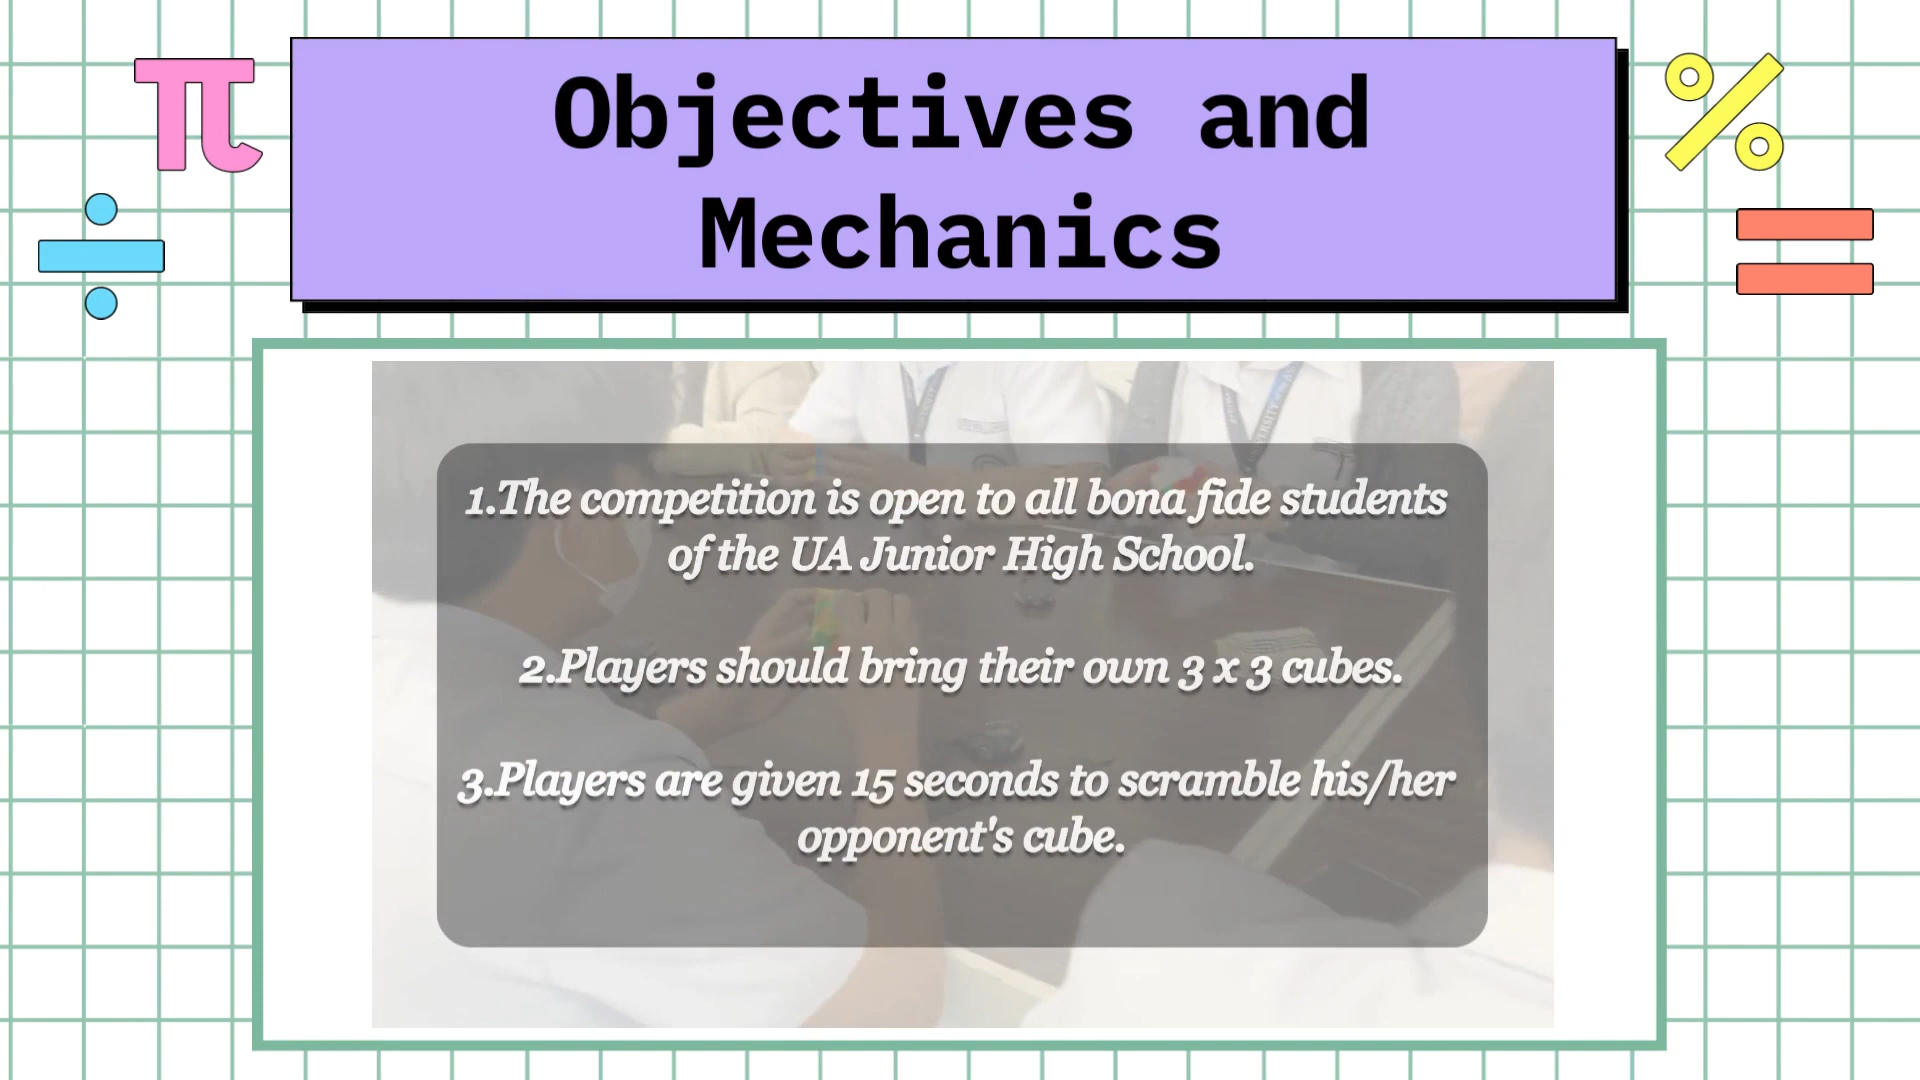 Objectives and
Mechanics
1.The competition is open to all bona fide students
of the UA Junior High School.
2.Players should bring their own 3 x 3 cubes.
3.Players are given 15 seconds to scramble his/her
opponent's cube.